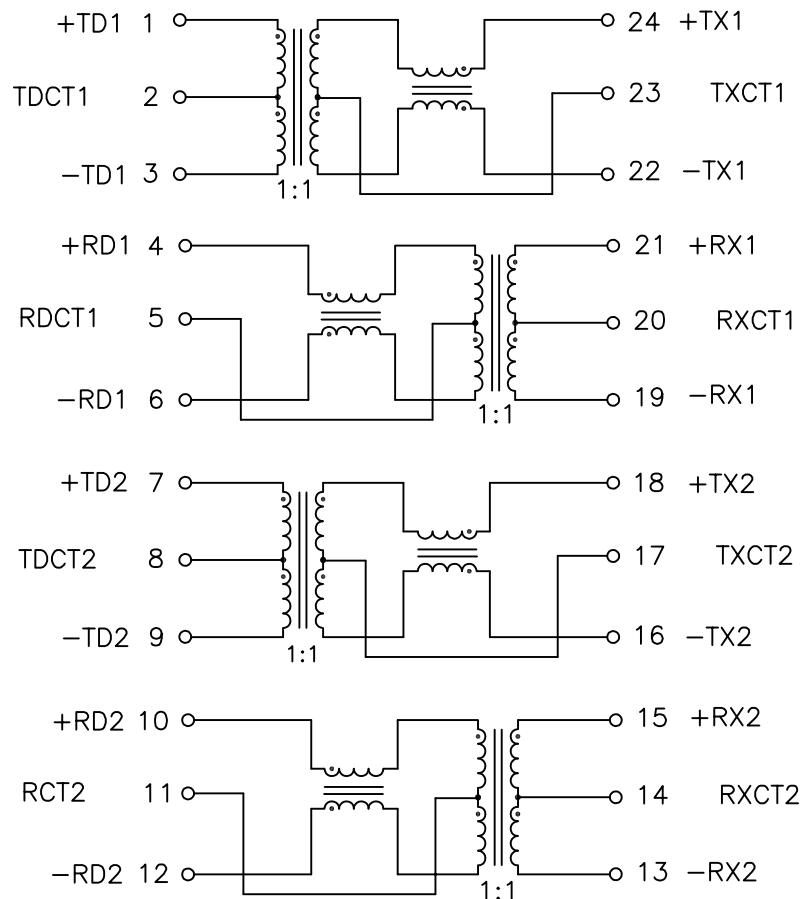 +TD1 1 24 +TX1
TDCT1 2 23 TXCT1
−TD1 3 22 −TX1
1:1
+RD1 4 21 +RX1
RDCT1 5 20 RXCT1
−RD1 6 19 −RX1
1:1
+TD2 7 18 +TX2
TDCT2 8 17 TXCT2
−TD2 9 16 −TX2
1:1
+RD2 10 15 +RX2
RCT2 11 14 RXCT2
−RD2 12 13 −RX2
1:1